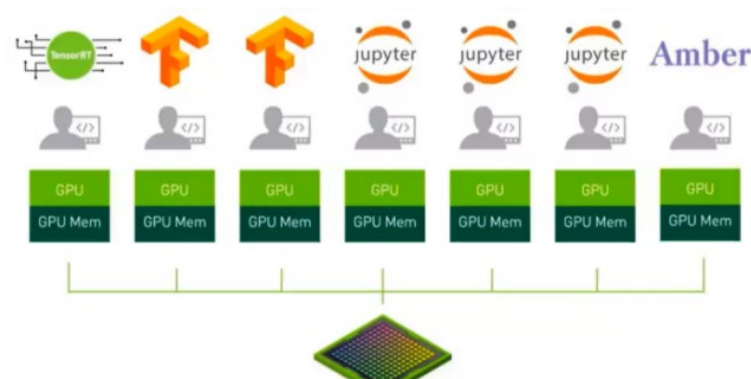 TensorRT
jupyter jupyter jupyter Amber
</> </> </> </> </> </> </>
GPU GPU GPU GPU GPU GPU GPU
GPU Mem GPU Mem GPU Mem GPU Mem GPU Mem GPU Mem GPU Mem